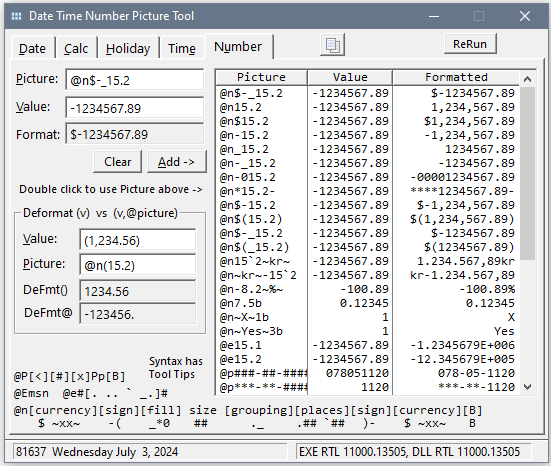 Date Time Number Picture Tool
Date Calc Holiday Time Number
ReRun
Picture: @n$-_15.2
Value: -1234567.89
Format: $-1234567.89
Clear Add ->
Double click to use Picture above ->
Deformat (v) vs (v,@picture)
Value: (1,234.56)
Picture: @n(15.2)
DeFmt() 1234.56
DeFmt@ -123456.
Syntax has
Tool Tips
Picture Value Formatted
@n$-_15.2 -1234567.89 $-1234567.89
@n15.2 -1234567.89 1,234,567.89
@n$15.2 -1234567.89 $1,234,567.89
@n-15.2 -1234567.89 -1,234,567.89
@n_15.2 -1234567.89 1234567.89
@n-015.2 -1234567.89 -00001234567.89
@n*15.2- -1234567.89 ****1234567.89-
@n$-15.2 -1234567.89 $-1,234,567.89
@n$(15.2) -1234567.89 $(1,234,567.89)
@n$-_15.2 -1234567.89 $-1234567.89
@n$(_15.2) -1234567.89 $(1234567.89)
@n15`2~kr~ -1234567.89 1.234.567,89kr
@n~kr~-15`2 -1234567.89 kr-1.234.567,89
@n-8.2~%~ -100.89 -100.89%
@n7.5b 0.12345 0.12345
@n~X~1b 1 X
@n~Yes~3b 1 Yes
@e15.1 -1234567.89 -1.2345679E+006
@e15.2 -1234567.89 -12.345679E+005
@p###-##-#### 078051120 078-05-1120
@p***-**-#### 1120 ***-**-1120
@P[<][#][x]Pp[B]
@Emsn @e#[. .. ` _.]#
@n[currency][sign][fill] size [grouping][places][sign][currency][B]
$ ~xx~ -( _*0 ## ._ .## `## )- $ ~xx~ B
81637 Wednesday July 3, 2024
EXE RTL 11000.13505, DLL RTL 11000.13505